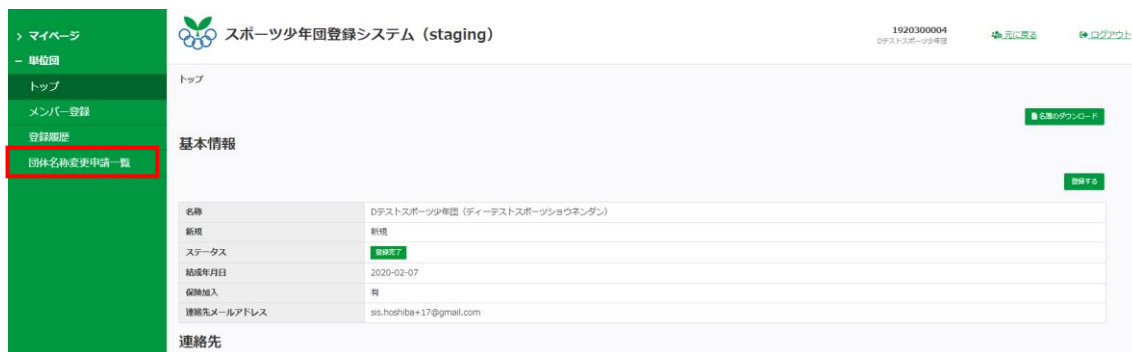 > マイページ
− 単位団
トップ
メンバー登録
登録履歴
団体名称変更申請一覧
スポーツ少年団登録システム（staging）
1920300004
Dテストスポーツ少年団
元に戻る
ログアウト
トップ
名簿のダウンロード
基本情報
登録する
名称 Dテストスポーツ少年団（ディーテストスポーツショウネンダン）
新規 新規
ステータス 登録完了
結成年月日 2020-02-07
保険加入 有
連絡先メールアドレス sis.hoshiba+17@gmail.com
連絡先